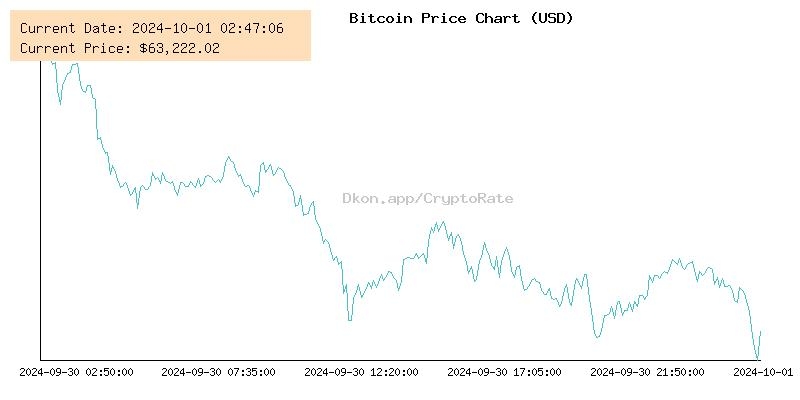 Bitcoin Price Chart (USD)
Current Date: 2024-10-01 02:47:06
Current Price: $63,222.02
Dkon.app/CryptoRate
2024-09-30 02:50:00 2024-09-30 07:35:00 2024-09-30 12:20:00 2024-09-30 17:05:00 2024-09-30 21:50:00 2024-10-01